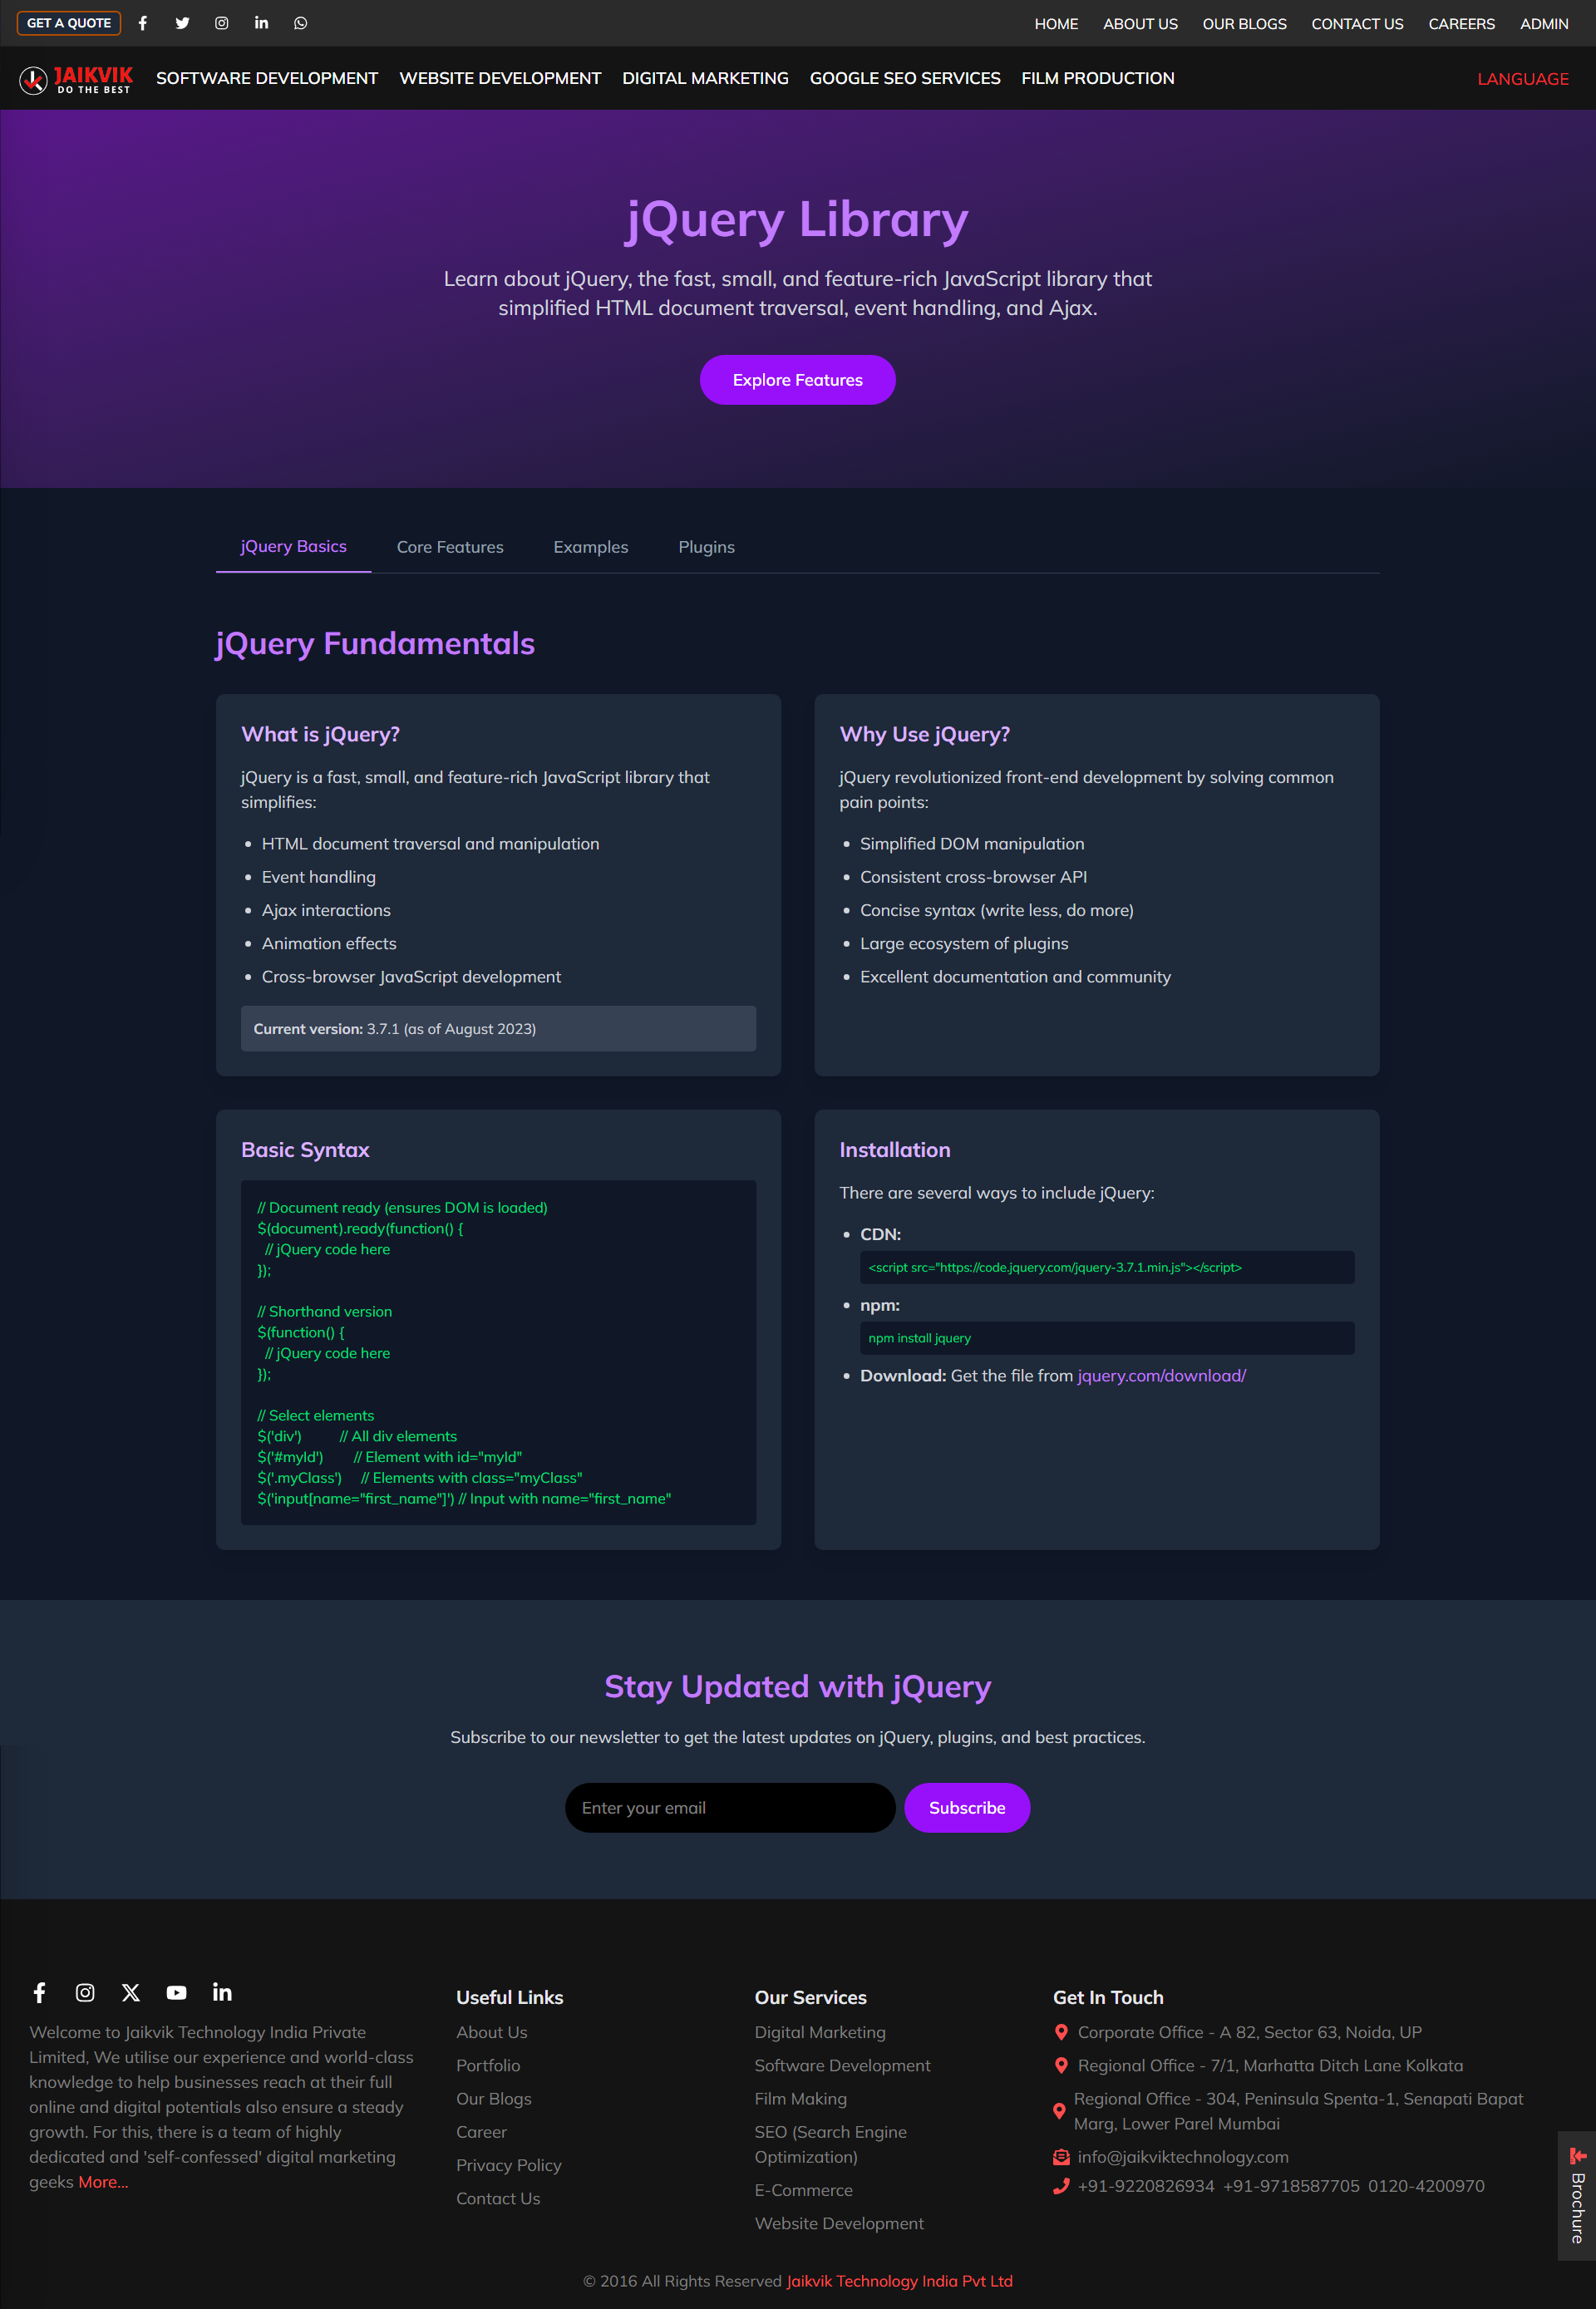 GET A QUOTE
HOME ABOUT US OUR BLOGS CONTACT US CAREERS ADMIN
JAIKVIK
DO THE BEST
SOFTWARE DEVELOPMENT WEBSITE DEVELOPMENT DIGITAL MARKETING GOOGLE SEO SERVICES FILM PRODUCTION
LANGUAGE
jQuery Library
Learn about jQuery, the fast, small, and feature-rich JavaScript library that
simplified HTML document traversal, event handling, and Ajax.
Explore Features
jQuery Basics Core Features Examples Plugins
jQuery Fundamentals
What is jQuery?
jQuery is a fast, small, and feature-rich JavaScript library that
simplifies:
• HTML document traversal and manipulation
• Event handling
• Ajax interactions
• Animation effects
• Cross-browser JavaScript development
Current version: 3.7.1 (as of August 2023)
Why Use jQuery?
jQuery revolutionized front-end development by solving common
pain points:
• Simplified DOM manipulation
• Consistent cross-browser API
• Concise syntax (write less, do more)
• Large ecosystem of plugins
• Excellent documentation and community
Basic Syntax
// Document ready (ensures DOM is loaded)
$(document).ready(function() {
// jQuery code here
});
// Shorthand version
$(function() {
// jQuery code here
});
// Select elements
$('div') // All div elements
$('#myId') // Element with id="myId"
$('.myClass') // Elements with class="myClass"
$('input[name="first_name"]') // Input with name="first_name"
Installation
There are several ways to include jQuery:
• CDN:
<script src="https://code.jquery.com/jquery-3.7.1.min.js"></script>
• npm:
npm install jquery
• Download: Get the file from jquery.com/download/
Stay Updated with jQuery
Subscribe to our newsletter to get the latest updates on jQuery, plugins, and best practices.
Enter your email
Subscribe
Welcome to Jaikvik Technology India Private
Limited, We utilise our experience and world-class
knowledge to help businesses reach at their full
online and digital potentials also ensure a steady
growth. For this, there is a team of highly
dedicated and 'self-confessed' digital marketing
geeks More...
Useful Links
About Us
Portfolio
Our Blogs
Career
Privacy Policy
Contact Us
Our Services
Digital Marketing
Software Development
Film Making
SEO (Search Engine
Optimization)
E-Commerce
Website Development
Get In Touch
Corporate Office - A 82, Sector 63, Noida, UP
Regional Office - 7/1, Marhatta Ditch Lane Kolkata
Regional Office - 304, Peninsula Spenta-1, Senapati Bapat
Marg, Lower Parel Mumbai
info@jaikviktechnology.com
+91-9220826934 +91-9718587705 0120-4200970
Brochure
© 2016 All Rights Reserved Jaikvik Technology India Pvt Ltd